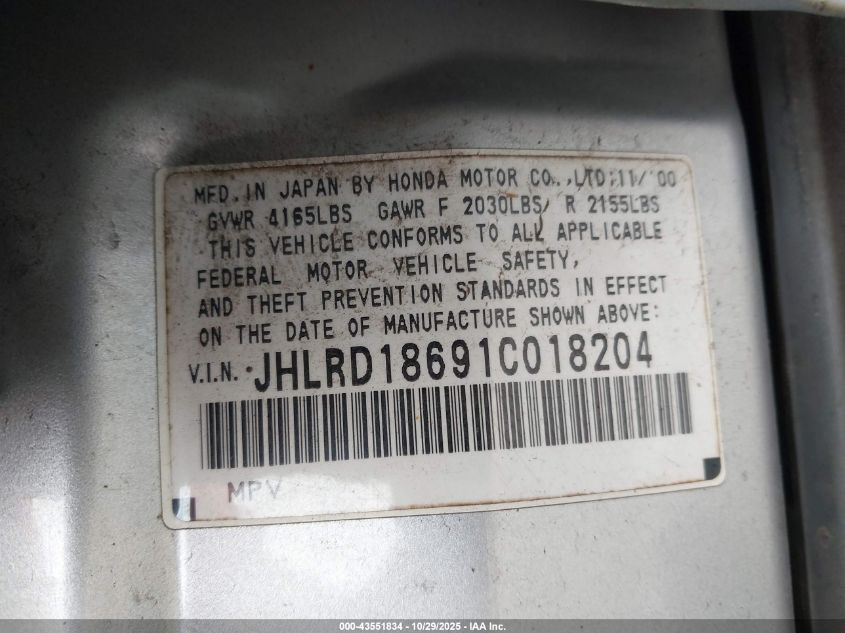 MFD. IN JAPAN BY HONDA MOTOR CO., LTD. 11/'00
GVWR 4165LBS GAWR F 2030LBS/ R 2155LBS
THIS VEHICLE CONFORMS TO ALL APPLICABLE
FEDERAL MOTOR VEHICLE SAFETY,
AND THEFT PREVENTION STANDARDS IN EFFECT
ON THE DATE OF MANUFACTURE SHOWN ABOVE:
V.I.N. JHLRD18691C018204
MPV
000-43551834 | 10/29/2025 - IAA Inc.